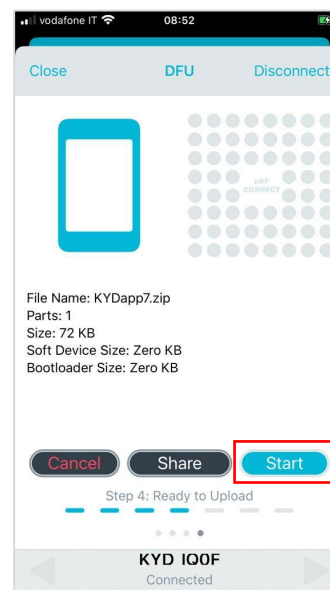 vodafone IT 08:52
Close DFU Disconnect
nRF
CONNECT
File Name: KYDapp7.zip
Parts: 1
Size: 72 KB
Soft Device Size: Zero KB
Bootloader Size: Zero KB
Cancel Share Start
Step 4: Ready to Upload
KYD IQ0F
Connected